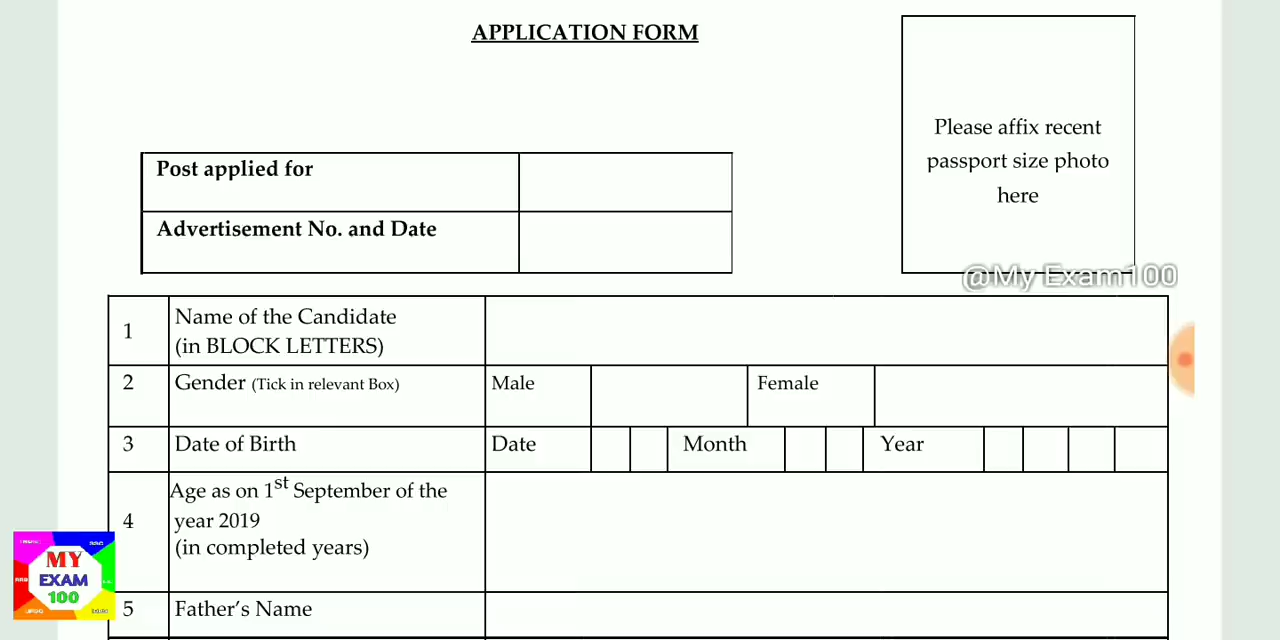 APPLICATION FORM
Please affix recent
passport size photo
here
Post applied for
Advertisement No. and Date
@My Exam100
1 Name of the Candidate
(in BLOCK LETTERS)
2 Gender (Tick in relevant Box) Male Female
3 Date of Birth Date Month Year
4 Age as on 1st September of the
year 2019
(in completed years)
5 Father's Name
MY
EXAM
100